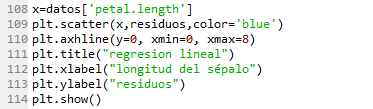 108 x=datos['petal.length']
109 plt.scatter(x,residuos,color='blue')
110 plt.axhline(y=0, xmin=0, xmax=8)
111 plt.title("regresion lineal")
112 plt.xlabel("longitud del sépalo")
113 plt.ylabel("residuos")
114 plt.show()